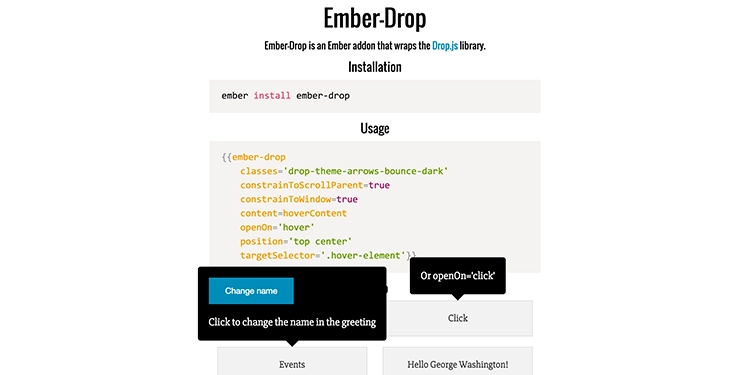 Ember-Drop
Ember-Drop is an Ember addon that wraps the Drop.js library.
Installation
ember install ember-drop
Usage
{{ember-drop
classes='drop-theme-arrows-bounce-dark'
constrainToScrollParent=true
constrainToWindow=true
content=hoverContent
openOn='hover'
position='top center'
targetSelector='.hover-element'}}
Or openOn='click'
Change name
Click to change the name in the greeting
Click
Events
Hello George Washington!